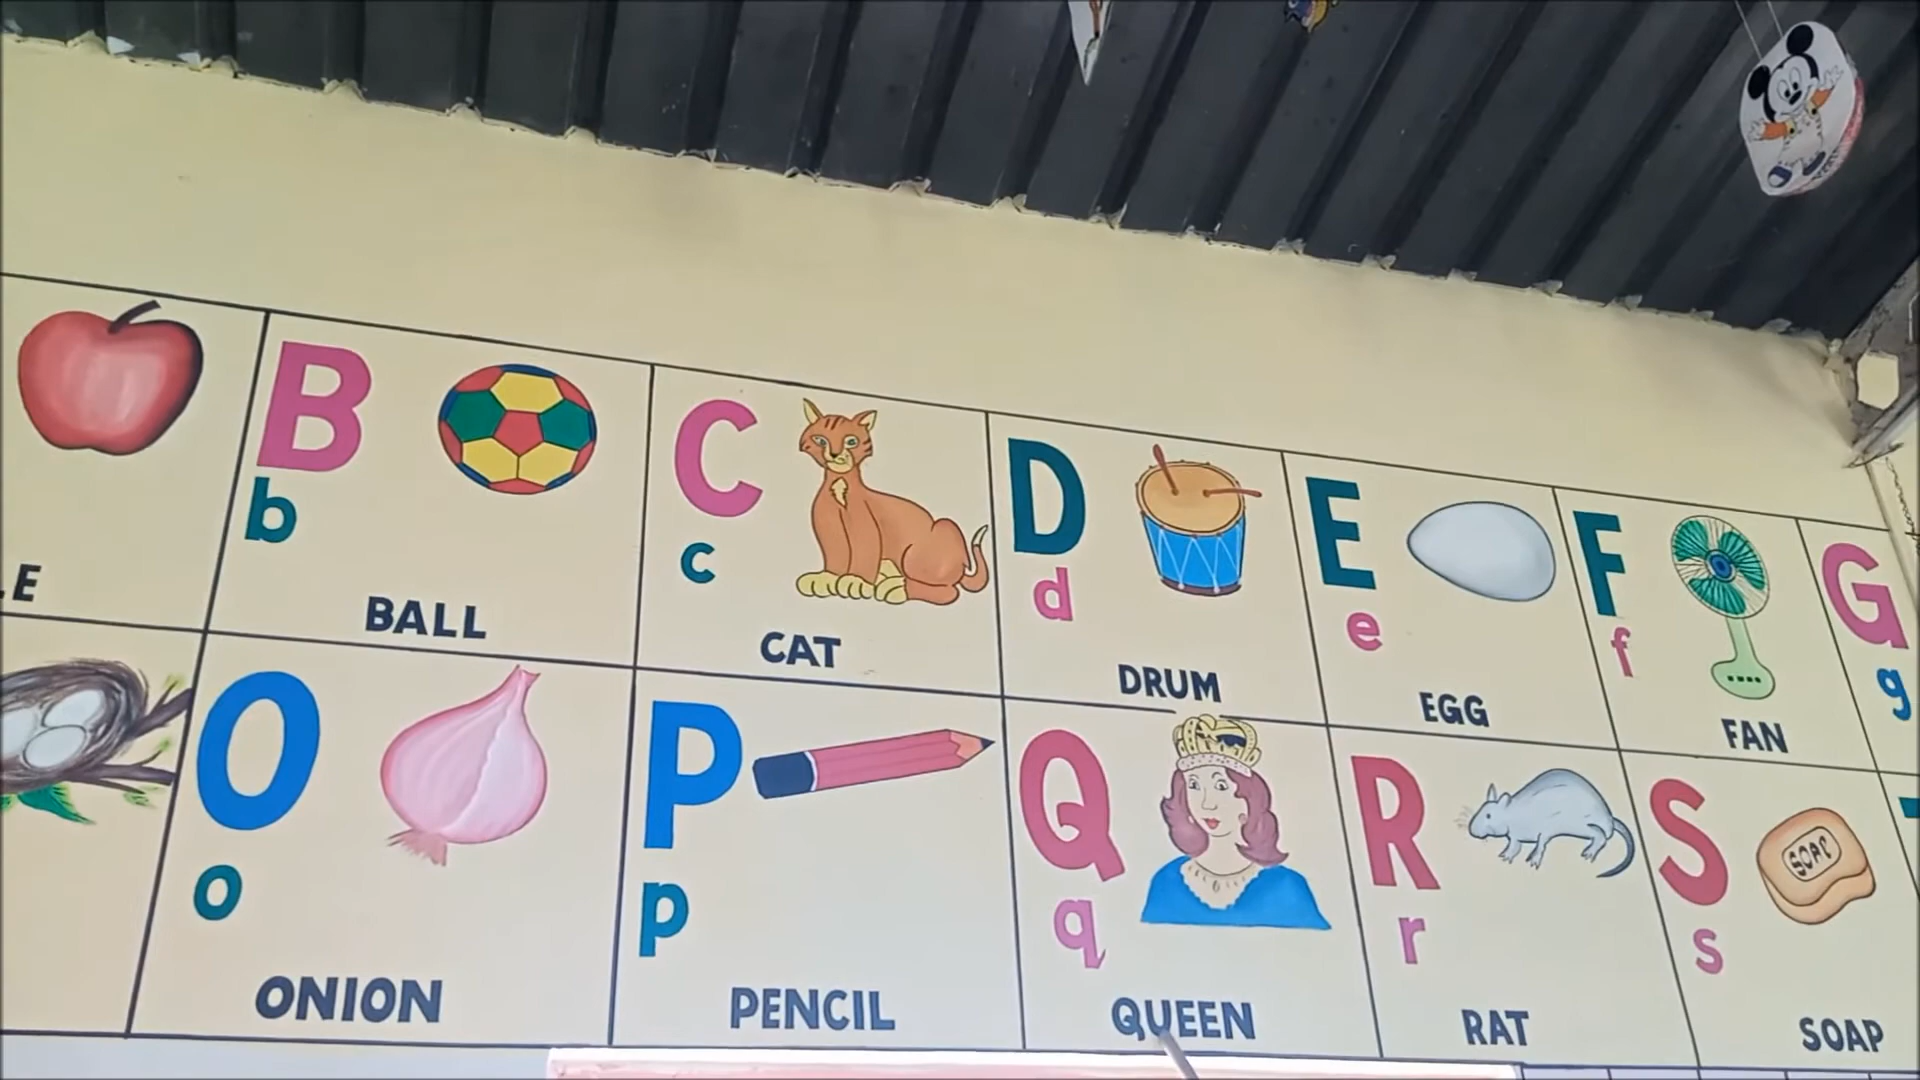 B
b
BALL
C
c
CAT
D
d
DRUM
E
e
EGG
F
f
FAN
G
g
O
o
ONION
P
p
PENCIL
Q
q
QUEEN
R
r
RAT
S
s
SOAP
SOAP